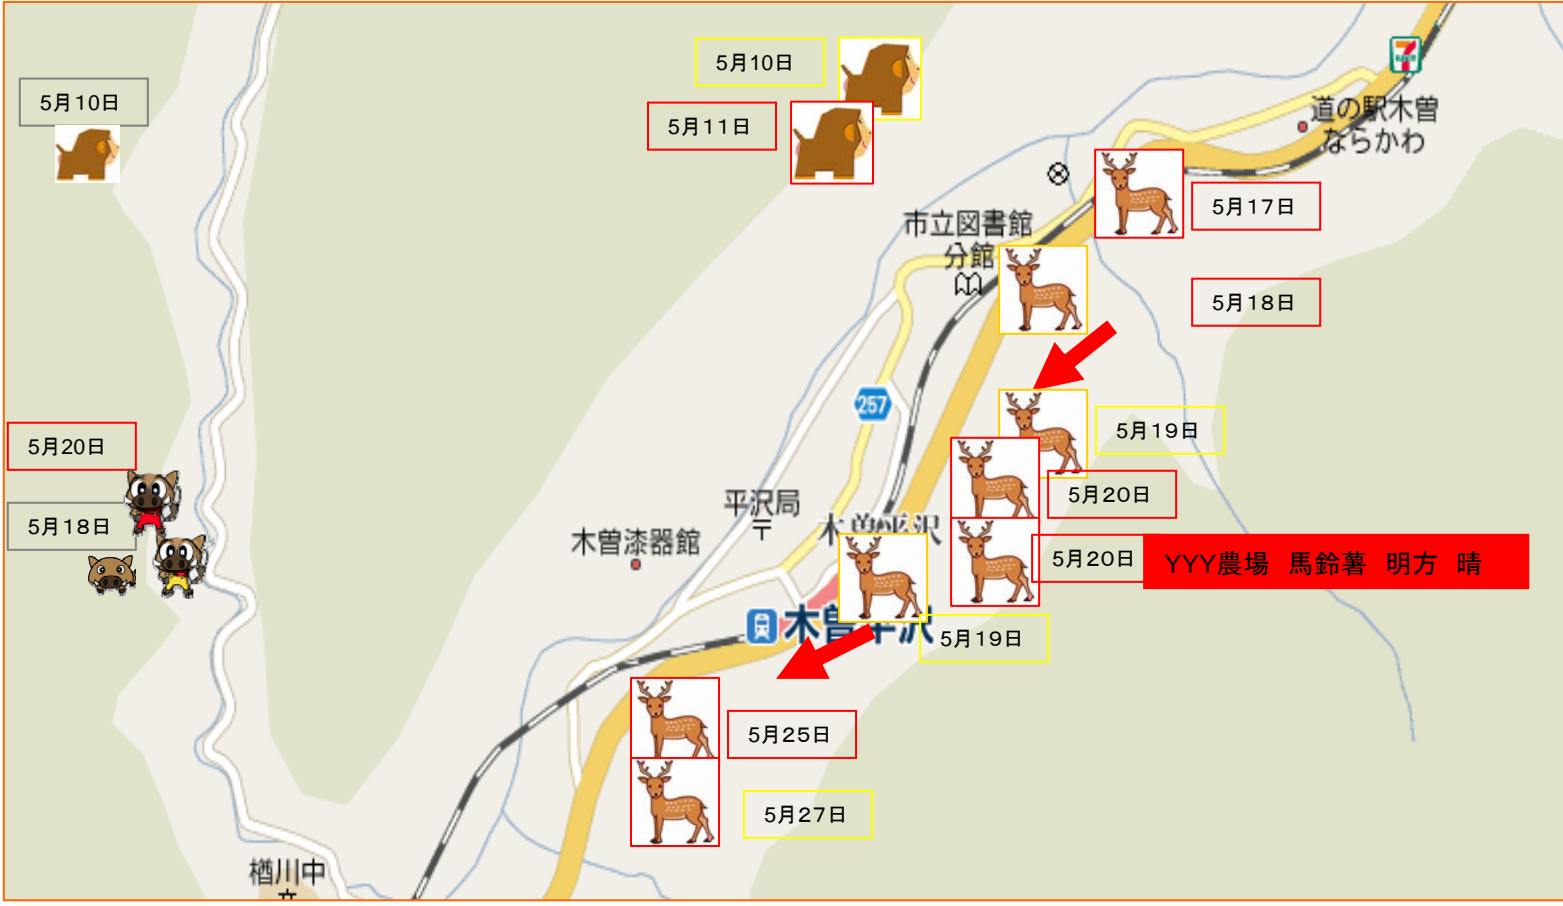 5月10日
5月10日
5月11日
7
道の駅木曽
ならかわ
5月17日
市立図書館
分館
5月18日
257
5月19日
5月20日
5月20日
5月18日
平沢局
木曽漆器館
木曽平沢
5月20日
YYY農場 馬鈴薯 明方 晴
木曽平沢
5月19日
5月25日
5月27日
楢川中